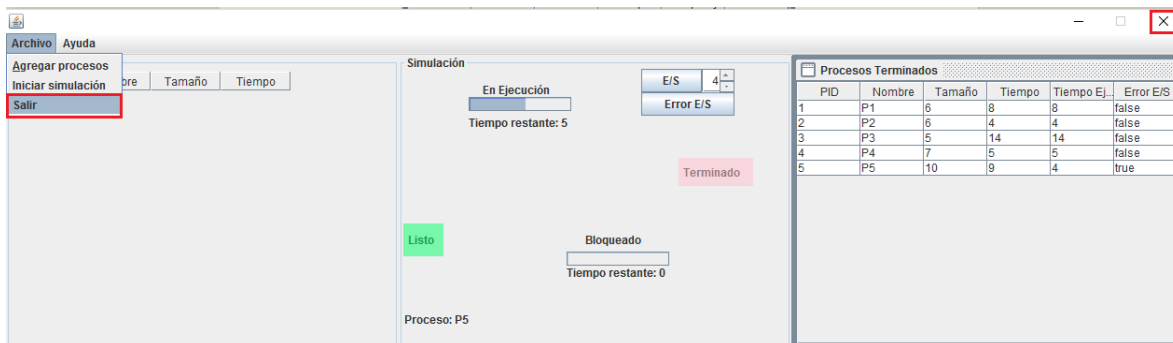 Archivo Ayuda
Agregar procesos
Iniciar simulación
Salir
bre Tamaño Tiempo
Simulación
En Ejecución
Tiempo restante: 5
E/S 4
Error E/S
Terminado
Listo
Bloqueado
Tiempo restante: 0
Proceso: P5
Procesos Terminados
PID Nombre Tamaño Tiempo Tiempo Ej... Error E/S
1 P1 6 8 8 false
2 P2 6 4 4 false
3 P3 5 14 14 false
4 P4 7 5 5 false
5 P5 10 9 4 true